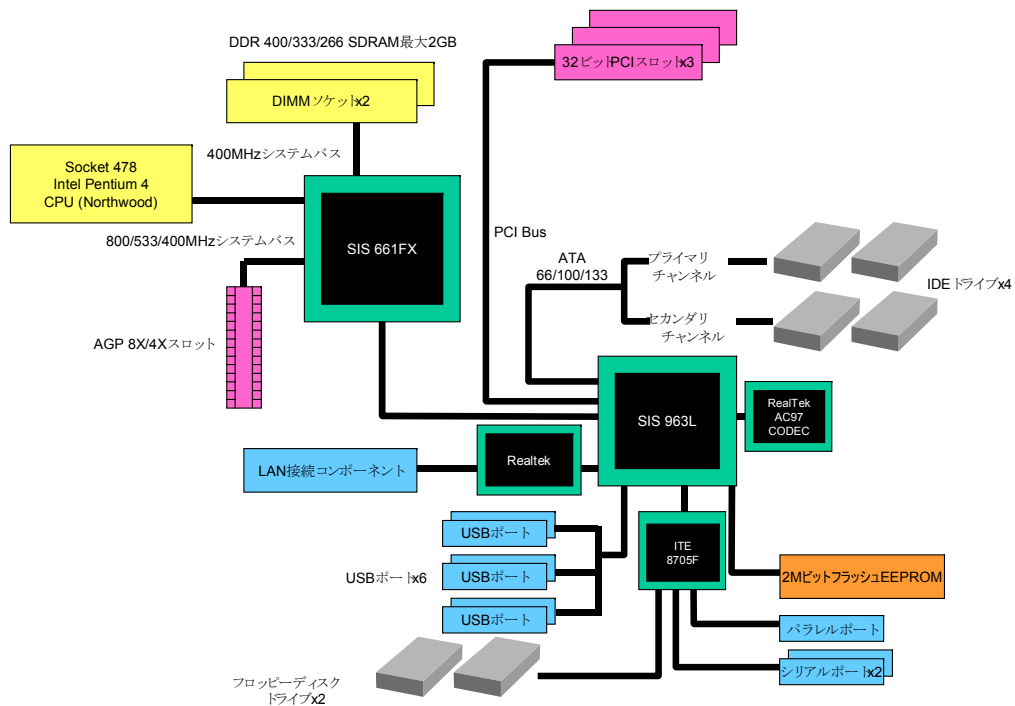 DDR 400/333/266 SDRAM最大2GB
DIMMソケットx2
32ビットPCIスロットx3
400MHzシステムバス
Socket 478
Intel Pentium 4
CPU (Northwood)
SIS 661FX
800/533/400MHzシステムバス
PCI Bus
ATA
66/100/133
プライマリ
チャンネル
IDEドライブx4
セカンダリ
チャンネル
AGP 8X/4Xスロット
SIS 963L
RealTek
AC97
CODEC
Realtek
LAN接続コンポーネント
USBポート
USBポートx6
USBポート
USBポート
ITE
8705F
2MビットフラッシュEEPROM
パラレルポート
シリアルポートx2
フロッピーディスク
ドライブx2